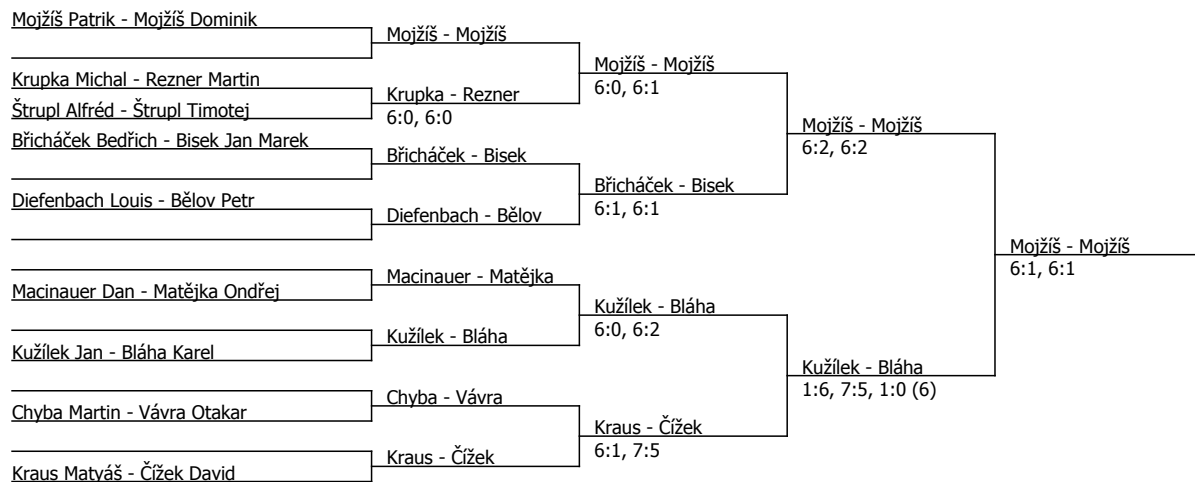 Mojžíš Patrik - Mojžíš Dominik
Krupka Michal - Rezner Martin
Štrupl Alfréd - Štrupl Timotej
Břicháček Bedřich - Bisek Jan Marek
Diefenbach Louis - Bělov Petr
Macinauer Dan - Matějka Ondřej
Kužílek Jan - Bláha Karel
Chyba Martin - Vávra Otakar
Kraus Matyáš - Čížek David
Mojžíš - Mojžíš
Krupka - Rezner
6:0, 6:0
Břicháček - Bisek
Diefenbach - Bělov
Macinauer - Matějka
Kužílek - Bláha
Chyba - Vávra
Kraus - Čížek
Mojžíš - Mojžíš
6:0, 6:1
Břicháček - Bisek
6:1, 6:1
Kužílek - Bláha
6:0, 6:2
Kraus - Čížek
6:1, 7:5
Mojžíš - Mojžíš
6:2, 6:2
Kužílek - Bláha
1:6, 7:5, 1:0 (6)
Mojžíš - Mojžíš
6:1, 6:1